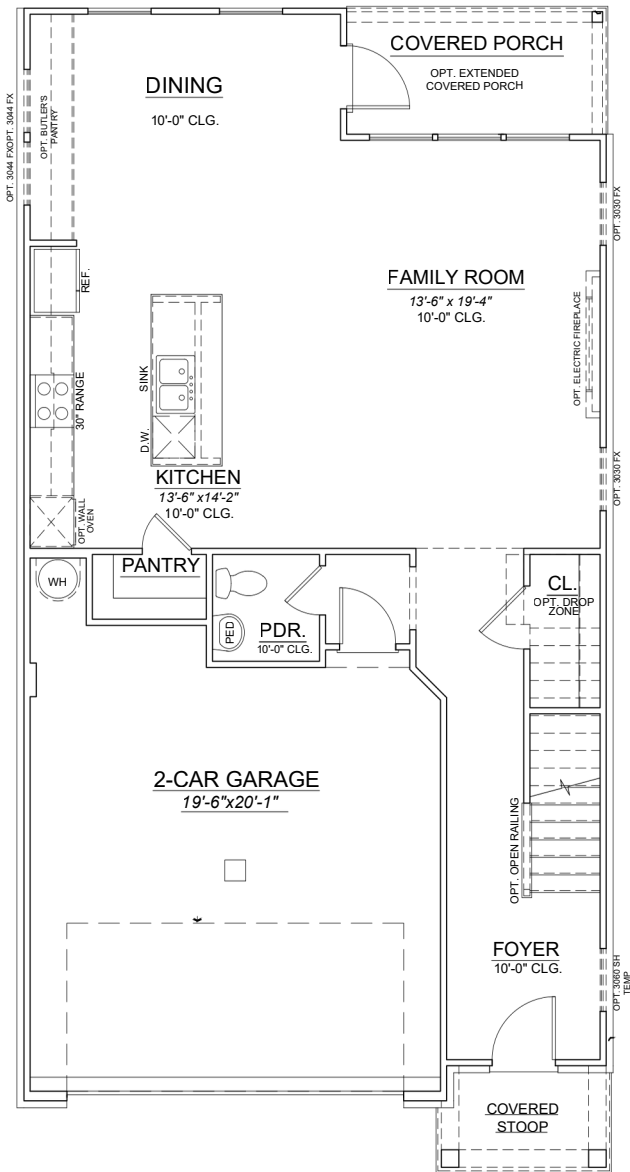 COVERED PORCH
OPT. EXTENDED
COVERED PORCH
DINING
10'-0" CLG.
OPT. BUTLER'S
PANTRY
OPT. 3044 FX
OPT. 3044 FX
OPT. 3030 FX
FAMILY ROOM
13'-6" x 19'-4"
10'-0" CLG.
REF.
OPT. ELECTRIC FIREPLACE
30" RANGE
SINK
D.W.
KITCHEN
13'-6" x14'-2"
10'-0" CLG.
OPT. 3030 FX
OPT. WALL
OVEN
PANTRY
WH
CL.
OPT. DROP
ZONE
PED
PDR.
10'-0" CLG.
2-CAR GARAGE
19'-6"x20'-1"
OPT. OPEN RAILING
FOYER
10'-0" CLG.
OPT. 3060 SH
TEMP
COVERED
STOOP